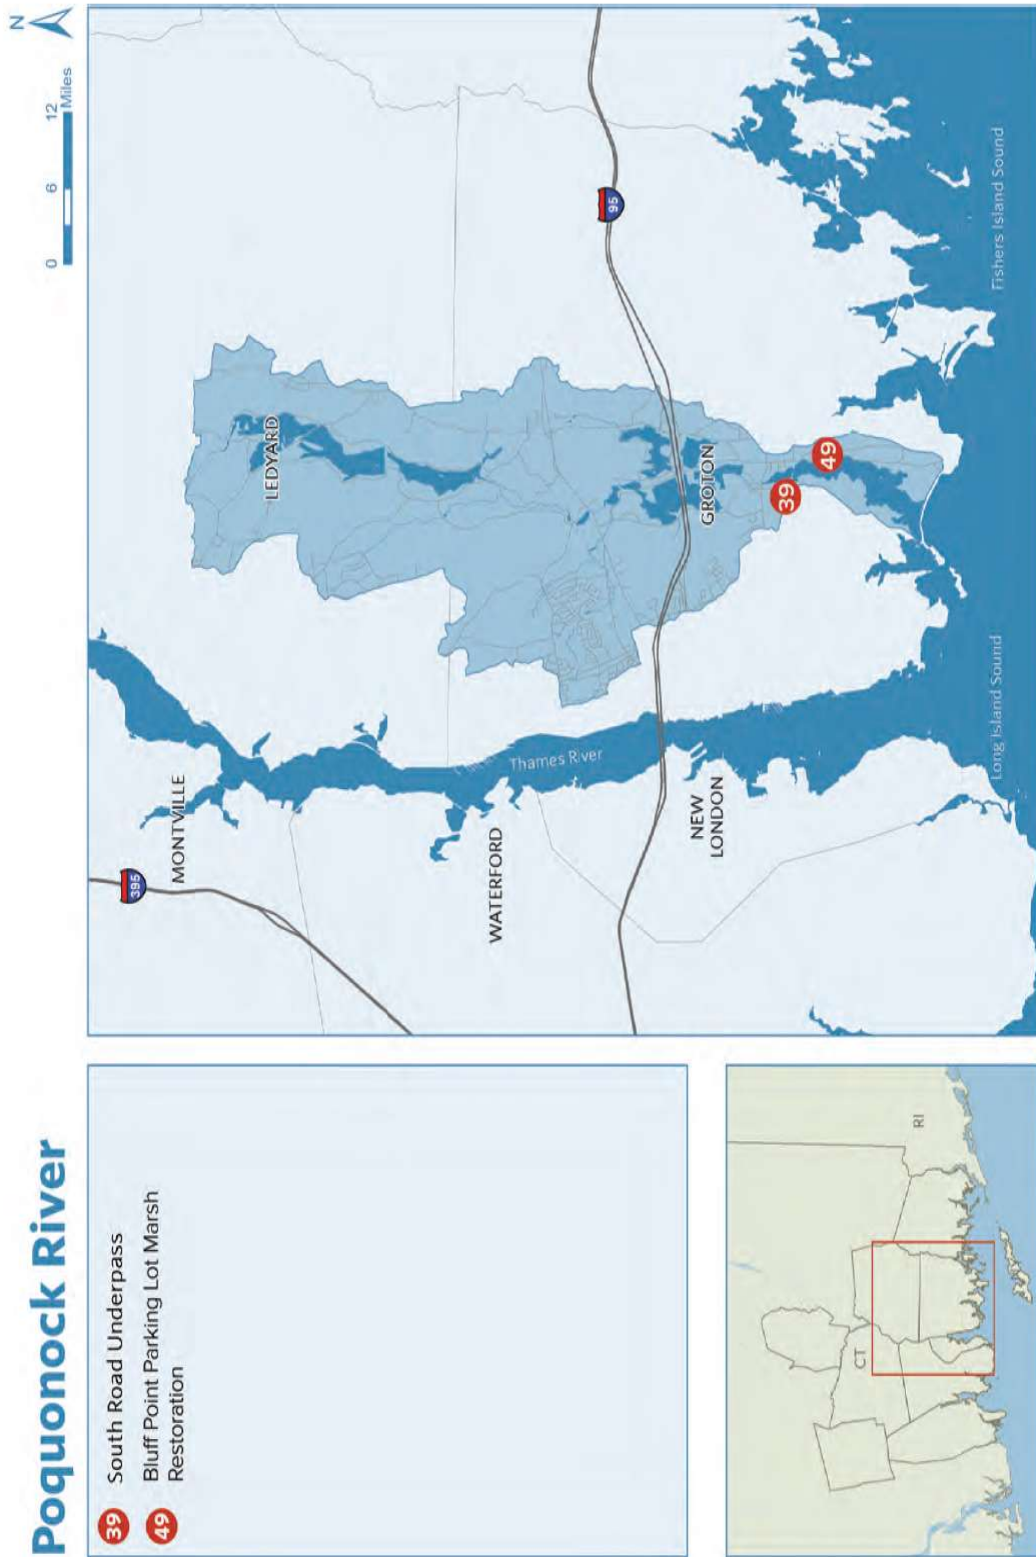 Poquonock River
39 South Road Underpass
49 Bluff Point Parking Lot Marsh
Restoration
CT
RI
0 6 12
Miles
N
395
MONTVILLE
LEDYARD
WATERFORD
Thames River
95
NEW
LONDON
GROTON
39
49
Long Island Sound
Fishers Island Sound